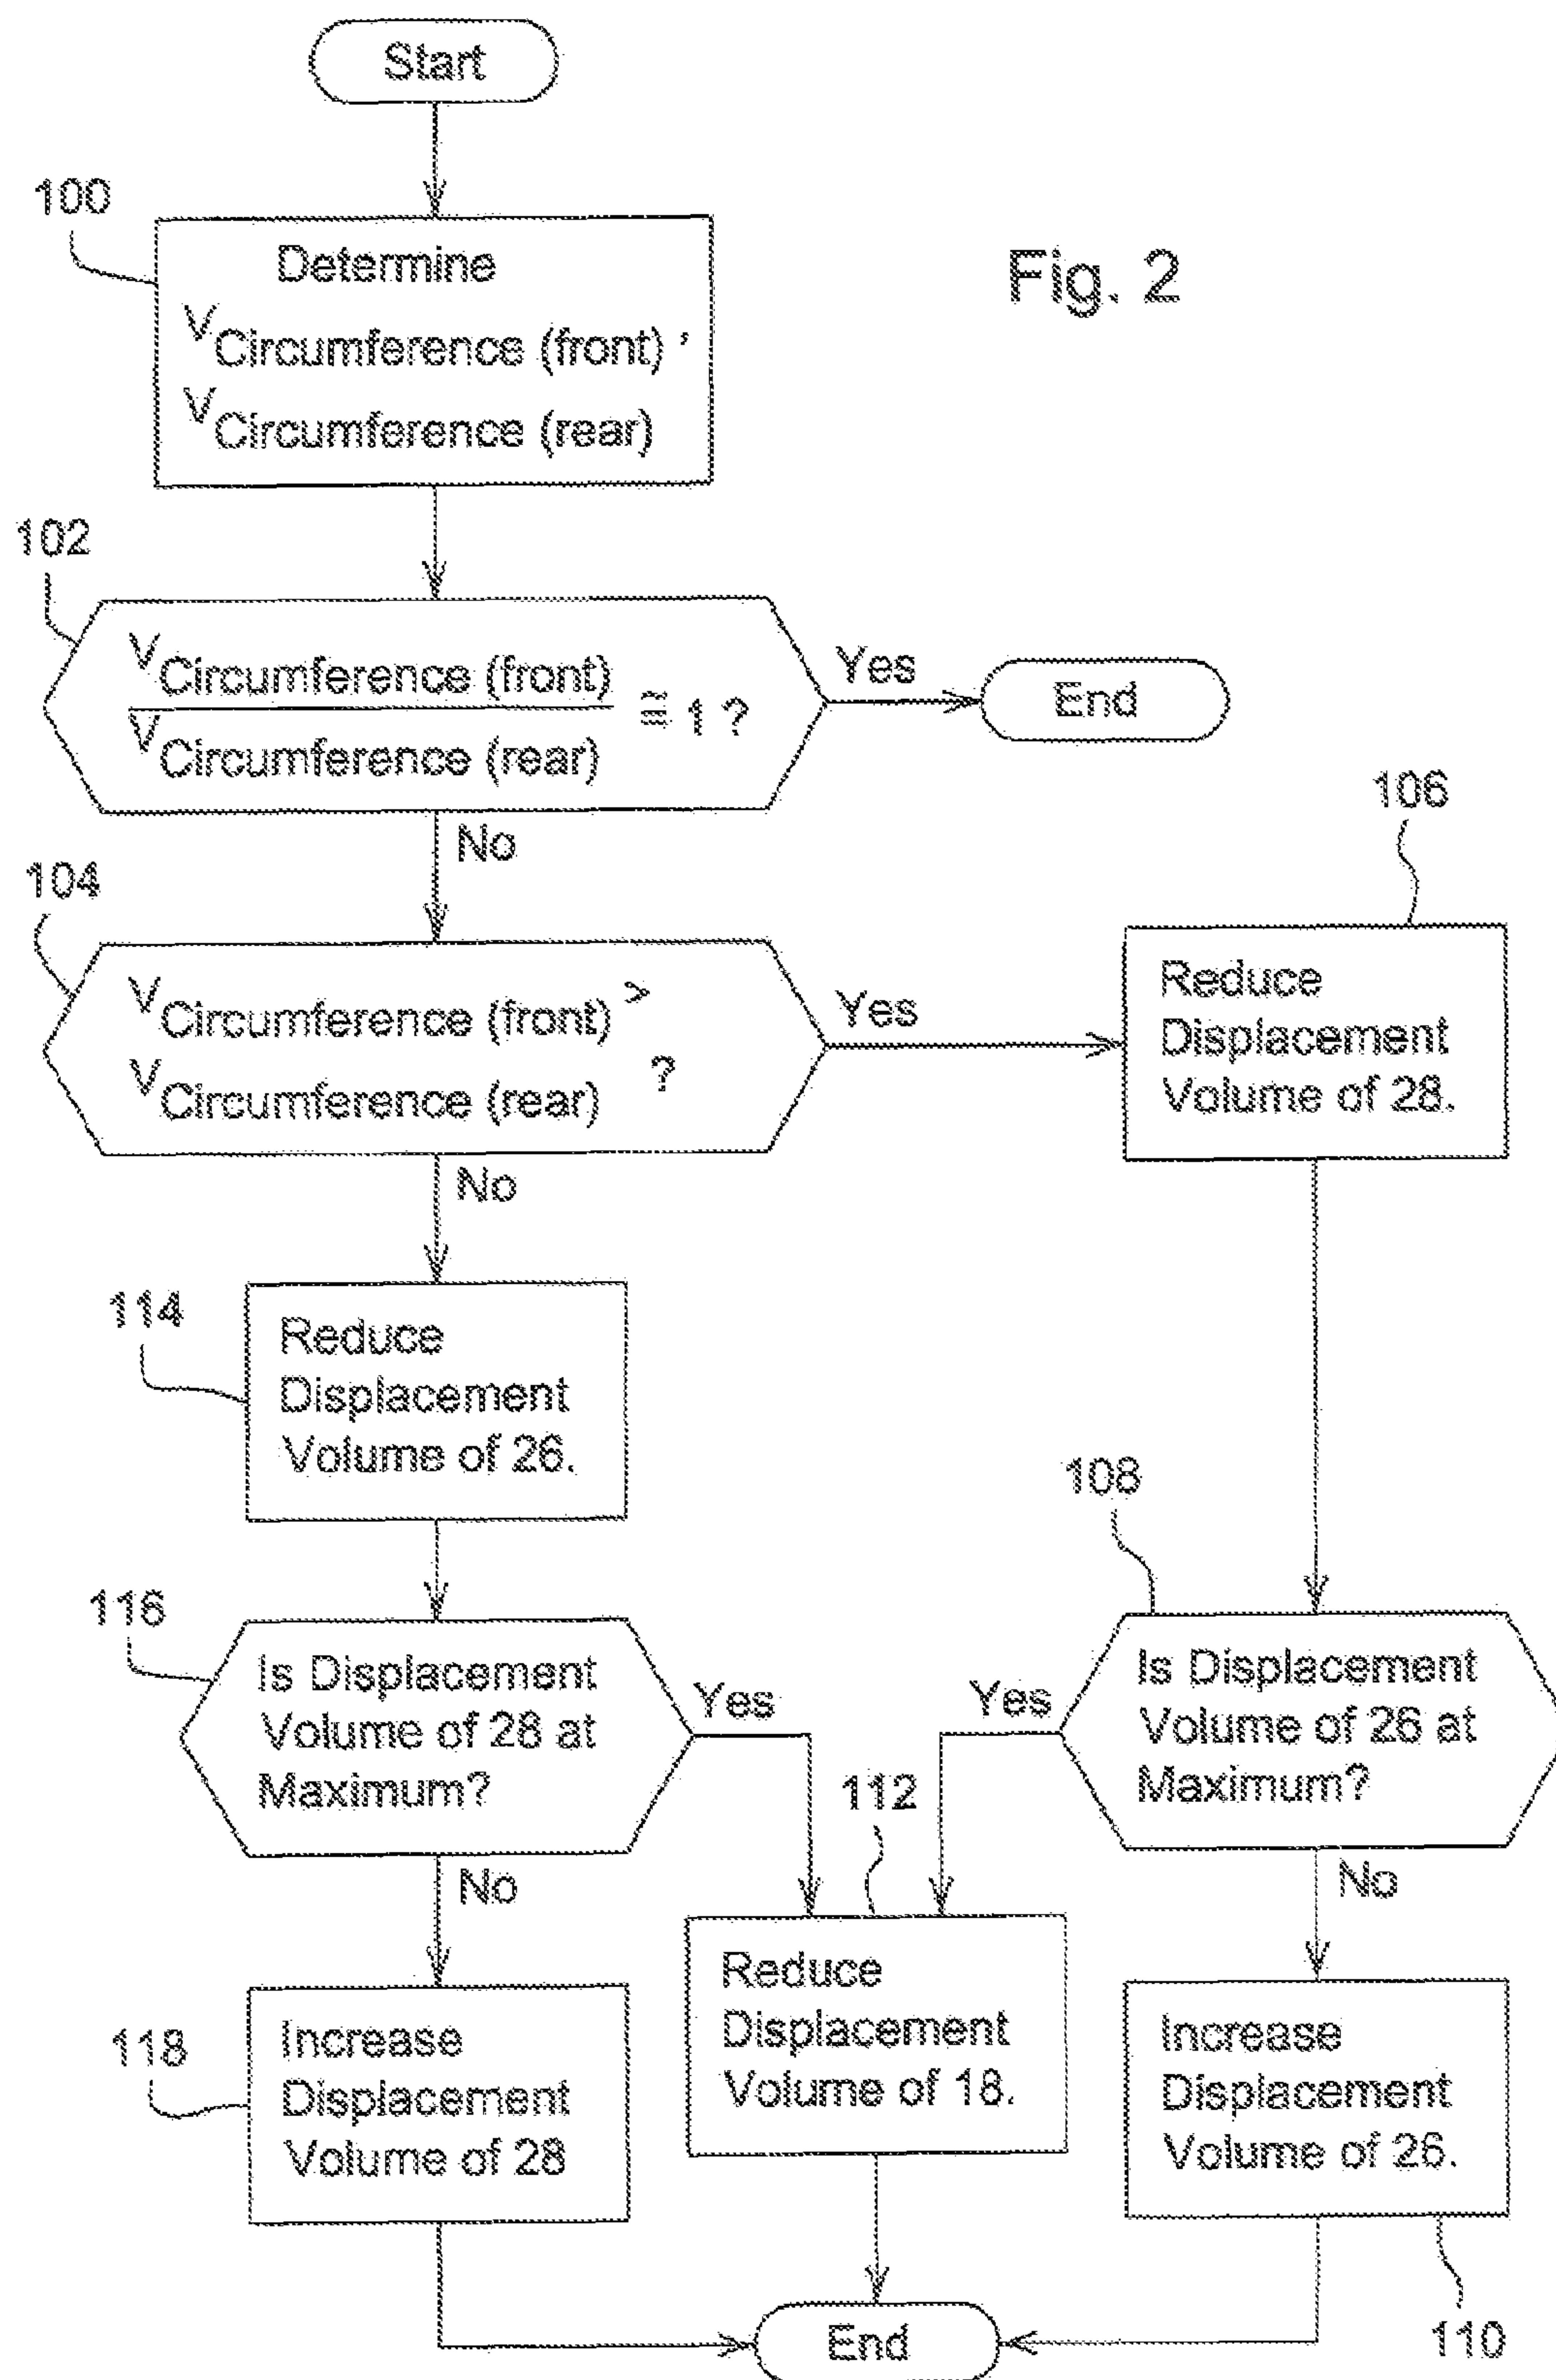 Start
100
Determine
VCircumference (front) ,
VCircumference (rear)
Fig. 2
102
VCircumference (front)
VCircumference (rear)
≅ 1 ?
Yes
End
No
104
VCircumference (front) >
VCircumference (rear) ?
Yes
106
Reduce
Displacement
Volume of 28.
No
114
Reduce
Displacement
Volume of 26.
116
Is Displacement
Volume of 28 at
Maximum?
Yes
108
Is Displacement
Volume of 26 at
Maximum?
Yes
112
No
No
118
Increase
Displacement
Volume of 28
Reduce
Displacement
Volume of 18.
Increase
Displacement
Volume of 26.
110
End